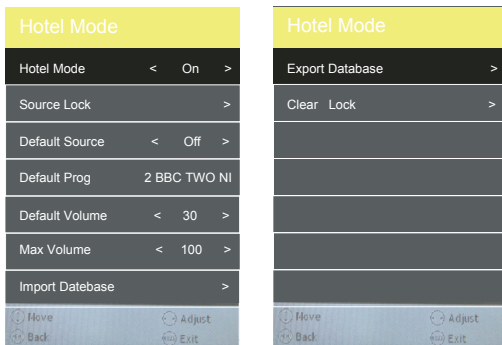 Hotel Mode
Hotel Mode < On >
Source Lock >
Default Source < Off >
Default Prog 2 BBC TWO NI
Default Volume < 30 >
Max Volume < 100 >
Import Datebase >
Move Adjust
Back Exit
Hotel Mode
Export Database >
Clear Lock >
Move Adjust
Back Exit